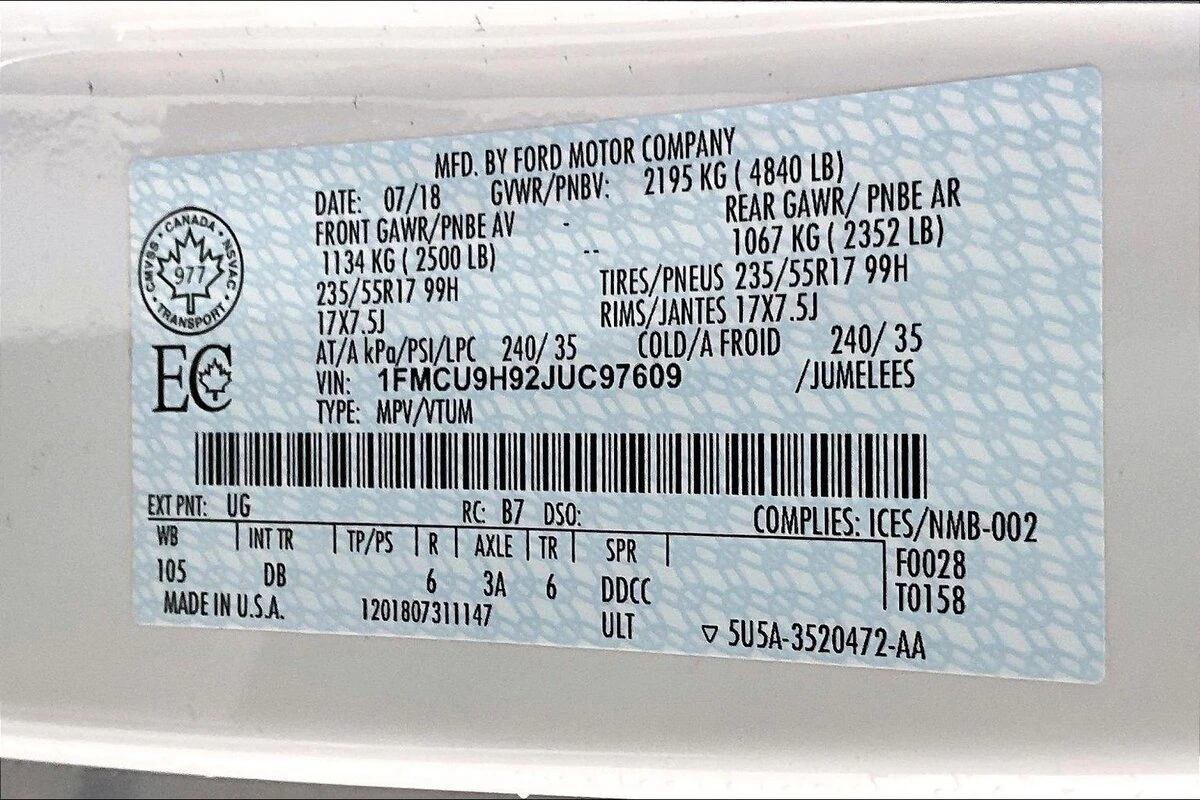 MFD. BY FORD MOTOR COMPANY
DATE: 07/18 GVWR/PNBV: 2195 KG ( 4840 LB)
FRONT GAWR/PNBE AV - REAR GAWR/ PNBE AR
1134 KG ( 2500 LB) -- 1067 KG ( 2352 LB)
235/55R17 99H TIRES/PNEUS 235/55R17 99H
17X7.5J RIMS/JANTES 17X7.5J
AT/A kPa/PSI/LPC 240/ 35 COLD/A FROID 240/ 35
VIN: 1FMCU9H92JUC97609 /JUMELEES
TYPE: MPV/VTUM
CANADA
CMVSS NSVAC
977
TRANSPORT
EC
EXT PNT: UG RC: B7 DSO: COMPLIES: ICES/NMB-002
WB INT TR TP/PS R AXLE TR SPR F0028
105 DB 6 3A 6 DDCC T0158
MADE IN U.S.A. 1201807311147 ULT 5U5A-3520472-AA